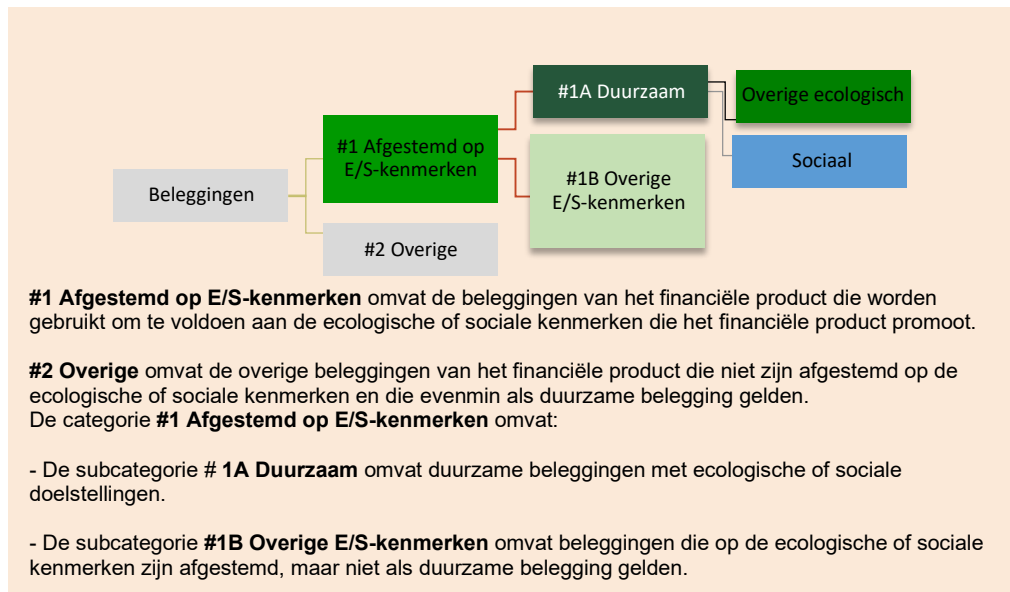 #1A Duurzaam
Overige ecologisch
#1 Afgestemd op
E/S-kenmerken
Sociaal
#1B Overige
E/S-kenmerken
Beleggingen
#2 Overige
#1 Afgestemd op E/S-kenmerken omvat de beleggingen van het financiële product die worden
gebruikt om te voldoen aan de ecologische of sociale kenmerken die het financiële product promoot.
#2 Overige omvat de overige beleggingen van het financiële product die niet zijn afgestemd op de
ecologische of sociale kenmerken en die evenmin als duurzame belegging gelden.
De categorie #1 Afgestemd op E/S-kenmerken omvat:
- De subcategorie # 1A Duurzaam omvat duurzame beleggingen met ecologische of sociale
doelstellingen.
- De subcategorie #1B Overige E/S-kenmerken omvat beleggingen die op de ecologische of sociale
kenmerken zijn afgestemd, maar niet als duurzame belegging gelden.